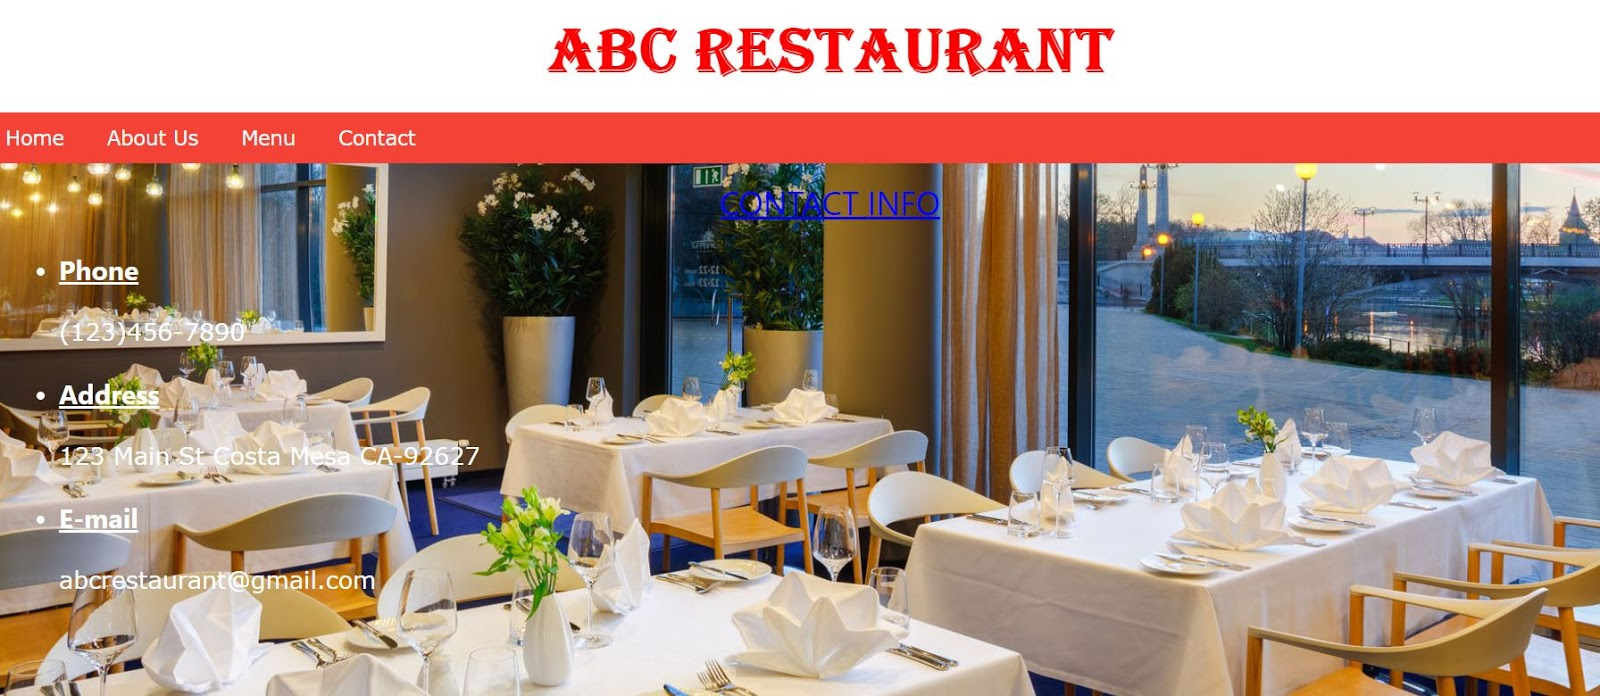 ABC RESTAURANT
Home About Us Menu Contact
CONTACT INFO
• Phone
(123)456-7890
• Address
123 Main St Costa Mesa CA-92627
• E-mail
abcrestaurant@gmail.com